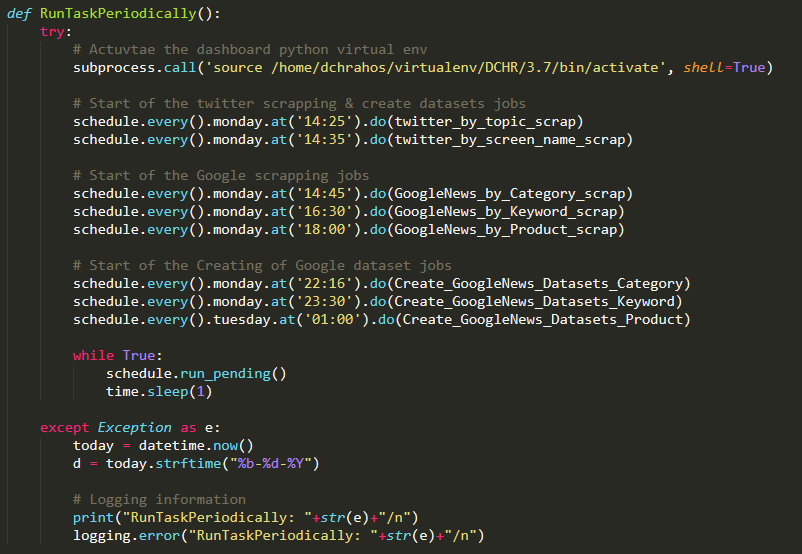 def RunTaskPeriodically():
try:
# Actuvtae the dashboard python virtual env
subprocess.call('source /home/dchrahos/virtualenv/DCHR/3.7/bin/activate', shell=True)
# Start of the twitter scrapping & create datasets jobs
schedule.every().monday.at('14:25').do(twitter_by_topic_scrap)
schedule.every().monday.at('14:35').do(twitter_by_screen_name_scrap)
# Start of the Google scrapping jobs
schedule.every().monday.at('14:45').do(GoogleNews_by_Category_scrap)
schedule.every().monday.at('16:30').do(GoogleNews_by_Keyword_scrap)
schedule.every().monday.at('18:00').do(GoogleNews_by_Product_scrap)
# Start of the Creating of Google dataset jobs
schedule.every().monday.at('22:16').do(Create_GoogleNews_Datasets_Category)
schedule.every().monday.at('23:30').do(Create_GoogleNews_Datasets_Keyword)
schedule.every().tuesday.at('01:00').do(Create_GoogleNews_Datasets_Product)
while True:
schedule.run_pending()
time.sleep(1)
except Exception as e:
today = datetime.now()
d = today.strftime("%b-%d-%Y")
# Logging information
print("RunTaskPeriodically: "+str(e)+"/n")
logging.error("RunTaskPeriodically: "+str(e)+"/n")